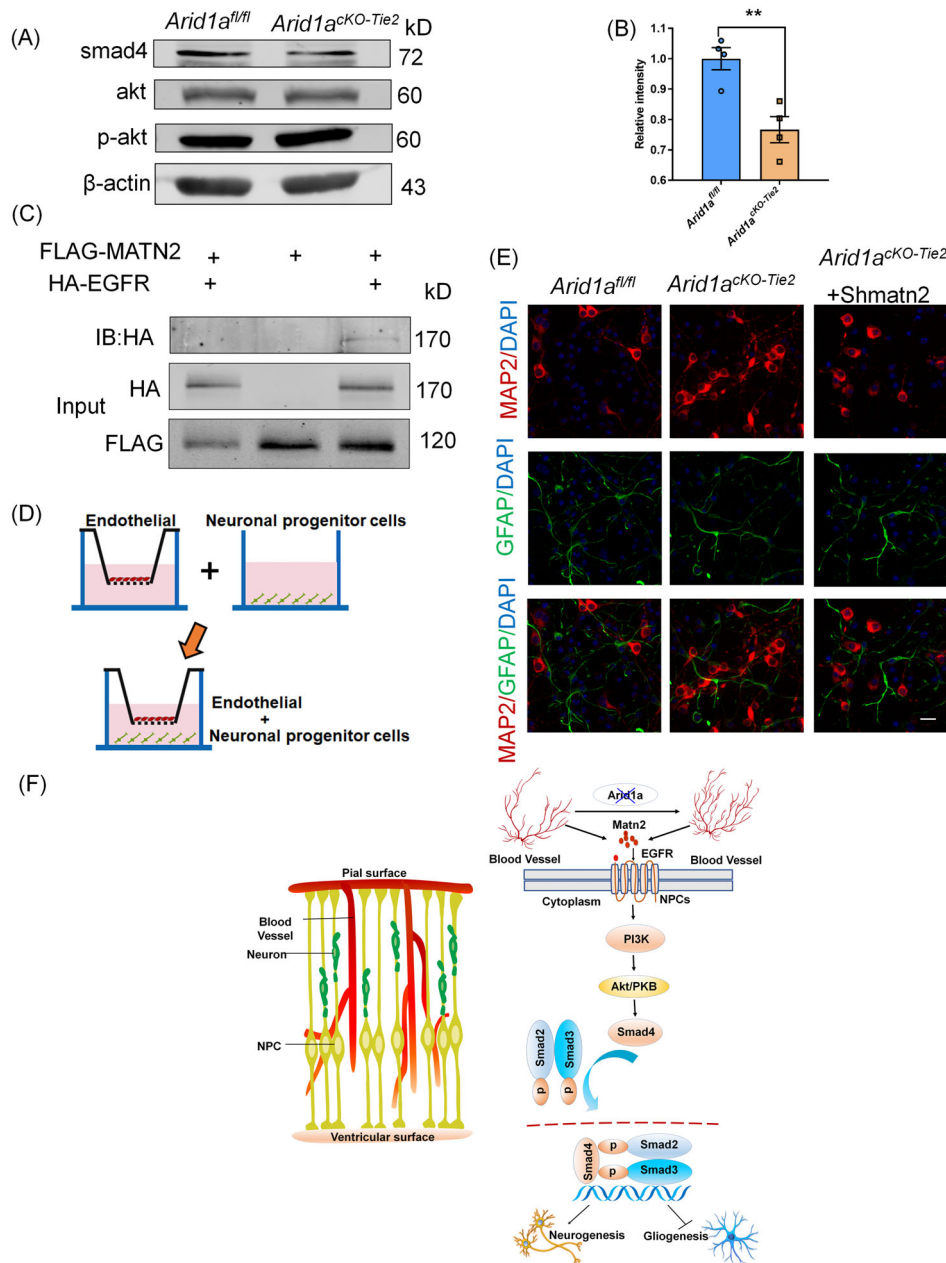 (A)
Arid1a^fl/fl Arid1a^cKO-Tie2 kD
smad4 72
akt 60
p-akt 60
β-actin 43
(B)
**
Relative intensity
1.1
1.0
0.9
0.8
0.7
0.6
Arid1a^fl/fl
Arid1a^cKO-Tie2
(C)
FLAG-MATN2 + + +
HA-EGFR + +
kD
IB:HA 170
Input
HA 170
FLAG 120
(D)
Endothelial
+
Neuronal progenitor cells
Endothelial
+
Neuronal progenitor cells
(E)
Arid1a^fl/fl
Arid1a^cKO-Tie2
Arid1a^cKO-Tie2
+Shmatn2
MAP2/DAPI
GFAP/DAPI
MAP2/GFAP/DAPI
(F)
Pial surface
Blood
Vessel
Neuron
NPC
Ventricular surface
Arid1a
Matn2
Blood Vessel
EGFR
Blood Vessel
Cytoplasm
NPCs
PI3K
Akt/PKB
Smad4
Smad2
Smad3
p
p
Smad4
p
Smad2
p
Smad3
Neurogenesis
Gliogenesis